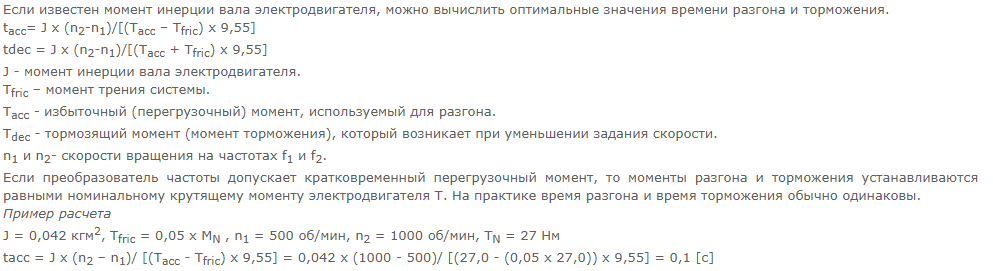 Если известен момент инерции вала электродвигателя, можно вычислить оптимальные значения времени разгона и торможения.
tacc= J x (n2-n1)/[(Tacc – Tfric) x 9,55]
tdec = J x (n2-n1)/[(Tacc + Tfric) x 9,55]
J - момент инерции вала электродвигателя.
Tfric – момент трения системы.
Tacc - избыточный (перегрузочный) момент, используемый для разгона.
Tdec - тормозящий момент (момент торможения), который возникает при уменьшении задания скорости.
n1 и n2- скорости вращения на частотах f1 и f2.
Если преобразователь частоты допускает кратковременный перегрузочный момент, то моменты разгона и торможения устанавливаются
равными номинальному крутящему моменту электродвигателя T. На практике время разгона и время торможения обычно одинаковы.
Пример расчета
J = 0,042 кгм2, Tfric = 0,05 x MN , n1 = 500 об/мин, n2 = 1000 об/мин, TN = 27 Нм
tacc = J x (n2 – n1)/ [(Tacc - Tfric) x 9,55] = 0,042 x (1000 - 500)/ [(27,0 - (0,05 x 27,0)) x 9,55] = 0,1 [c]